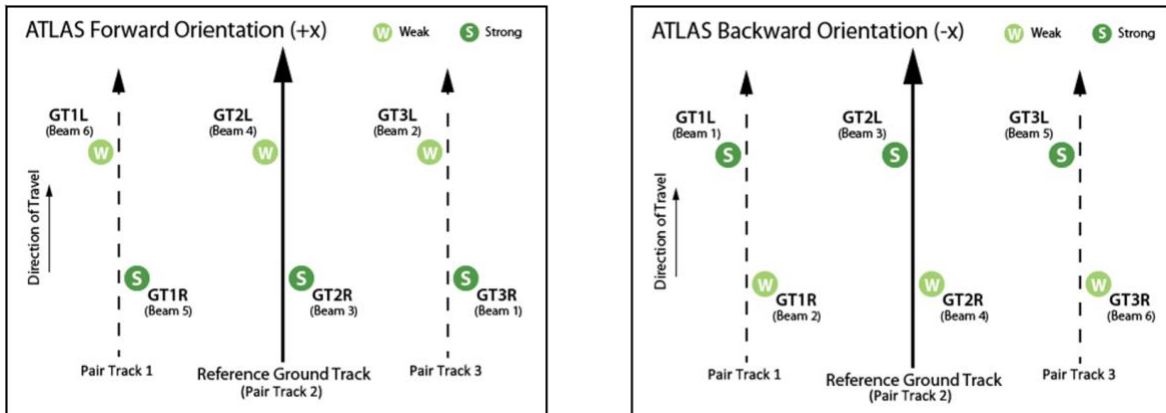 ATLAS Forward Orientation (+x)
W Weak
S Strong
GT1L
(Beam 6)
W
GT2L
(Beam 4)
W
GT3L
(Beam 2)
W
Direction of Travel
S
GT1R
(Beam 5)
S
GT2R
(Beam 3)
S
GT3R
(Beam 1)
Pair Track 1
Reference Ground Track
(Pair Track 2)
Pair Track 3
ATLAS Backward Orientation (-x)
W Weak
S Strong
GT1L
(Beam 1)
S
GT2L
(Beam 3)
S
GT3L
(Beam 5)
S
Direction of Travel
W
GT1R
(Beam 2)
W
GT2R
(Beam 4)
W
GT3R
(Beam 6)
Pair Track 1
Reference Ground Track
(Pair Track 2)
Pair Track 3